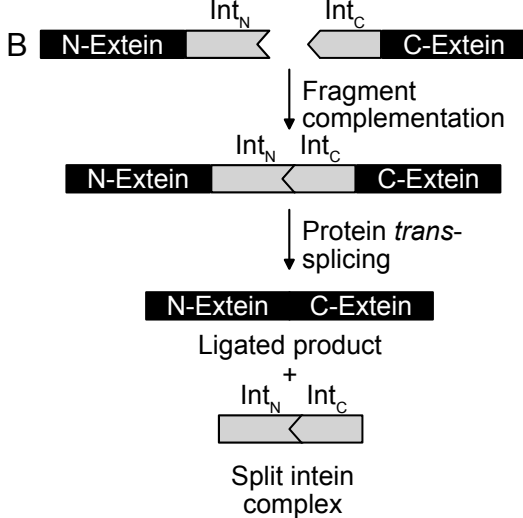 Int_N Int_C
B N-Extein C-Extein
Fragment
complementation
Int_N Int_C
N-Extein C-Extein
Protein trans-
splicing
N-Extein C-Extein
Ligated product
+
Int_N Int_C
Split intein
complex